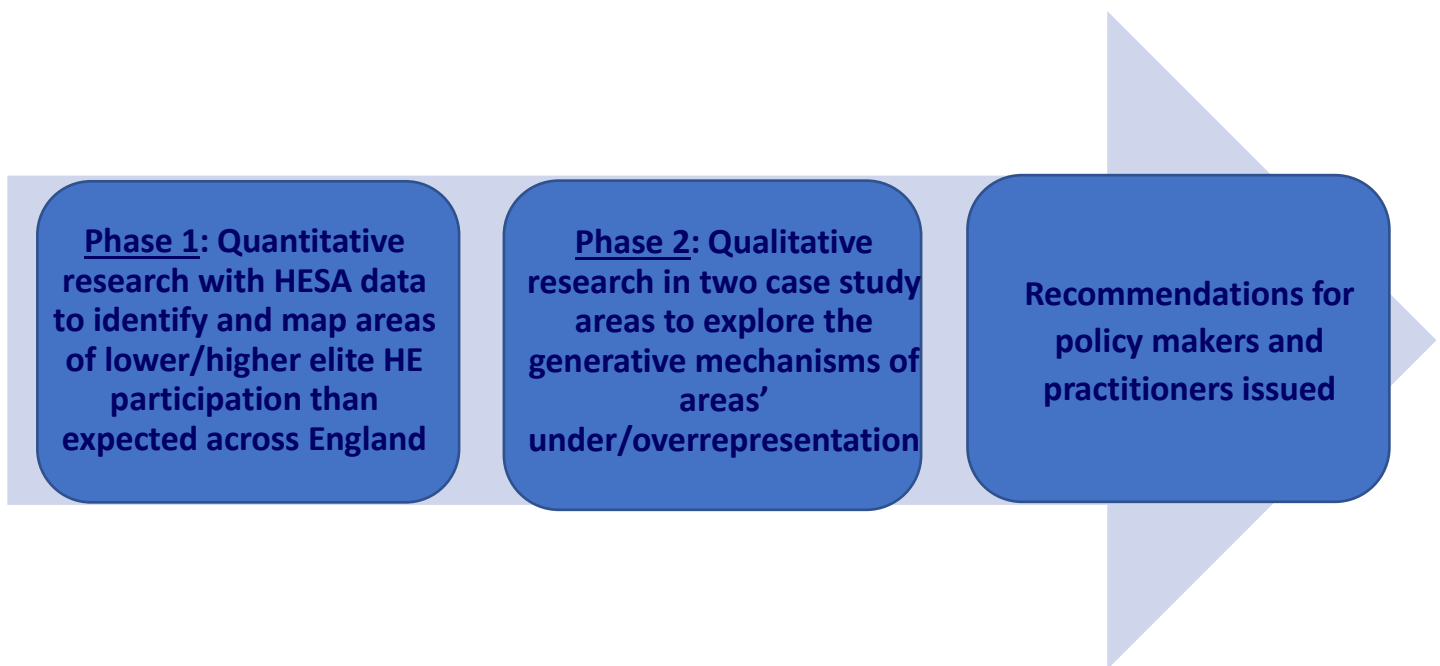 Phase 1: Quantitative
research with HESA data
to identify and map areas
of lower/higher elite HE
participation than
expected across England
Phase 2: Qualitative
research in two case study
areas to explore the
generative mechanisms of
areas’
under/overrepresentation
Recommendations for
policy makers and
practitioners issued